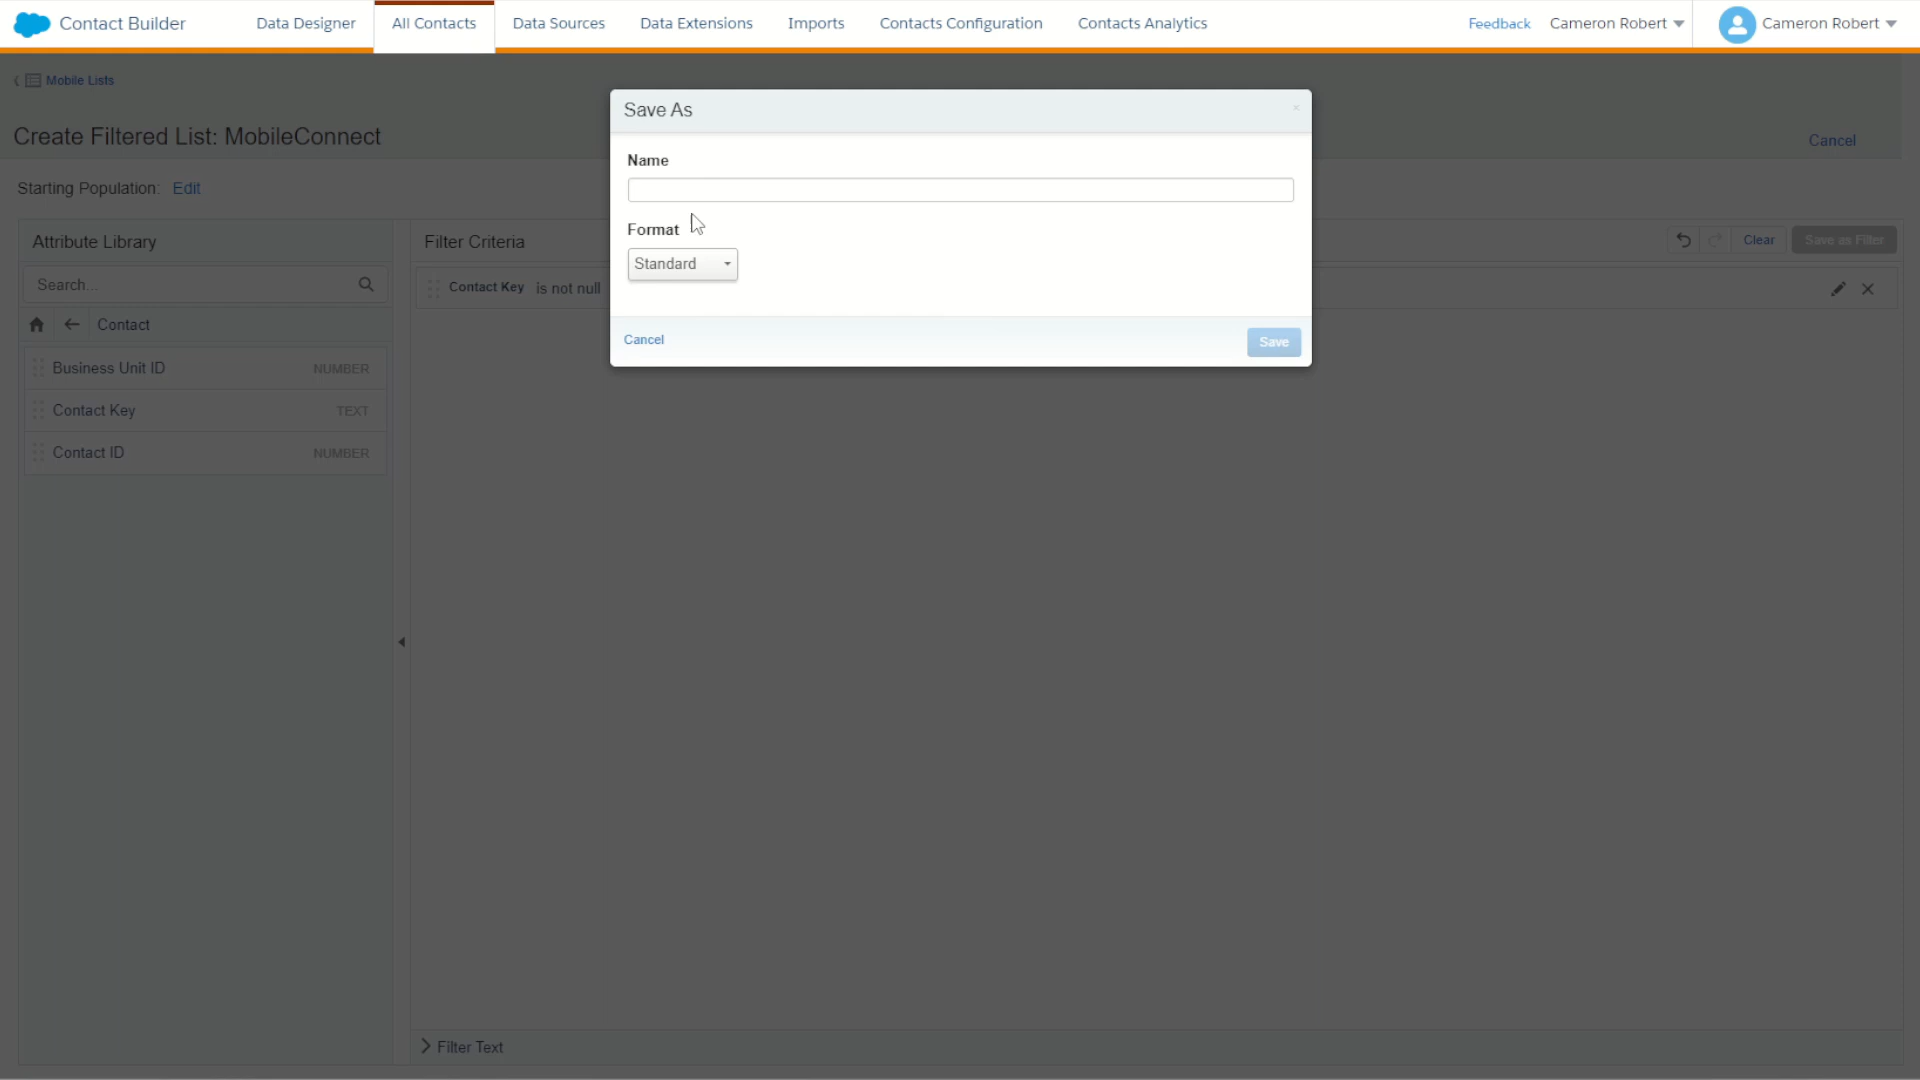 Contact Builder
Data Designer
All Contacts
Data Sources
Data Extensions
Imports
Contacts Configuration
Contacts Analytics
Feedback
Cameron Robert
Cameron Robert
Mobile Lists
Create Filtered List: MobileConnect
Cancel
Starting Population: Edit
Save As
×
Name
Format
Standard
Cancel
Save
Attribute Library
Search...
Contact
Business Unit ID NUMBER
Contact Key TEXT
Contact ID NUMBER
Filter Criteria
Clear
Save as Filter
Contact Key is not null
Filter Text